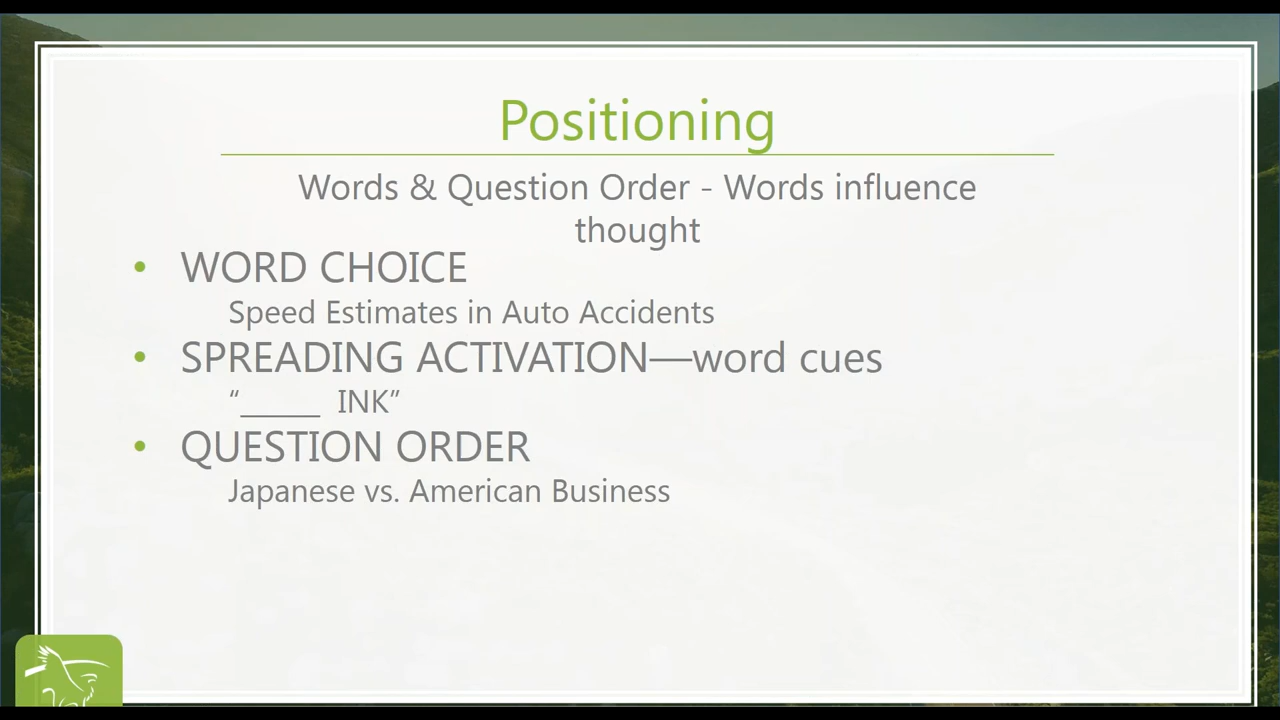 Positioning
Words & Question Order - Words influence
thought
• WORD CHOICE
Speed Estimates in Auto Accidents
• SPREADING ACTIVATION—word cues
“______ INK”
• QUESTION ORDER
Japanese vs. American Business